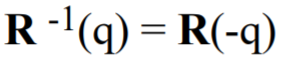 R ⁻¹(q) = R(-q)